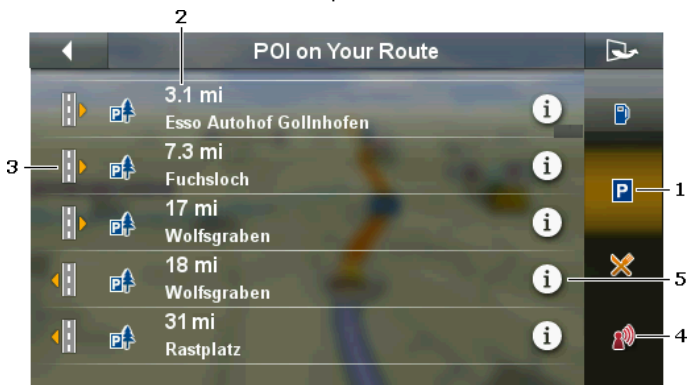 2
POI on Your Route
3.1 mi
Esso Autohof Gollnhofen
7.3 mi
Fuchsloch
3
P
1
17 mi
Wolfsgraben
18 mi
Wolfsgraben
5
31 mi
Rastplatz
4